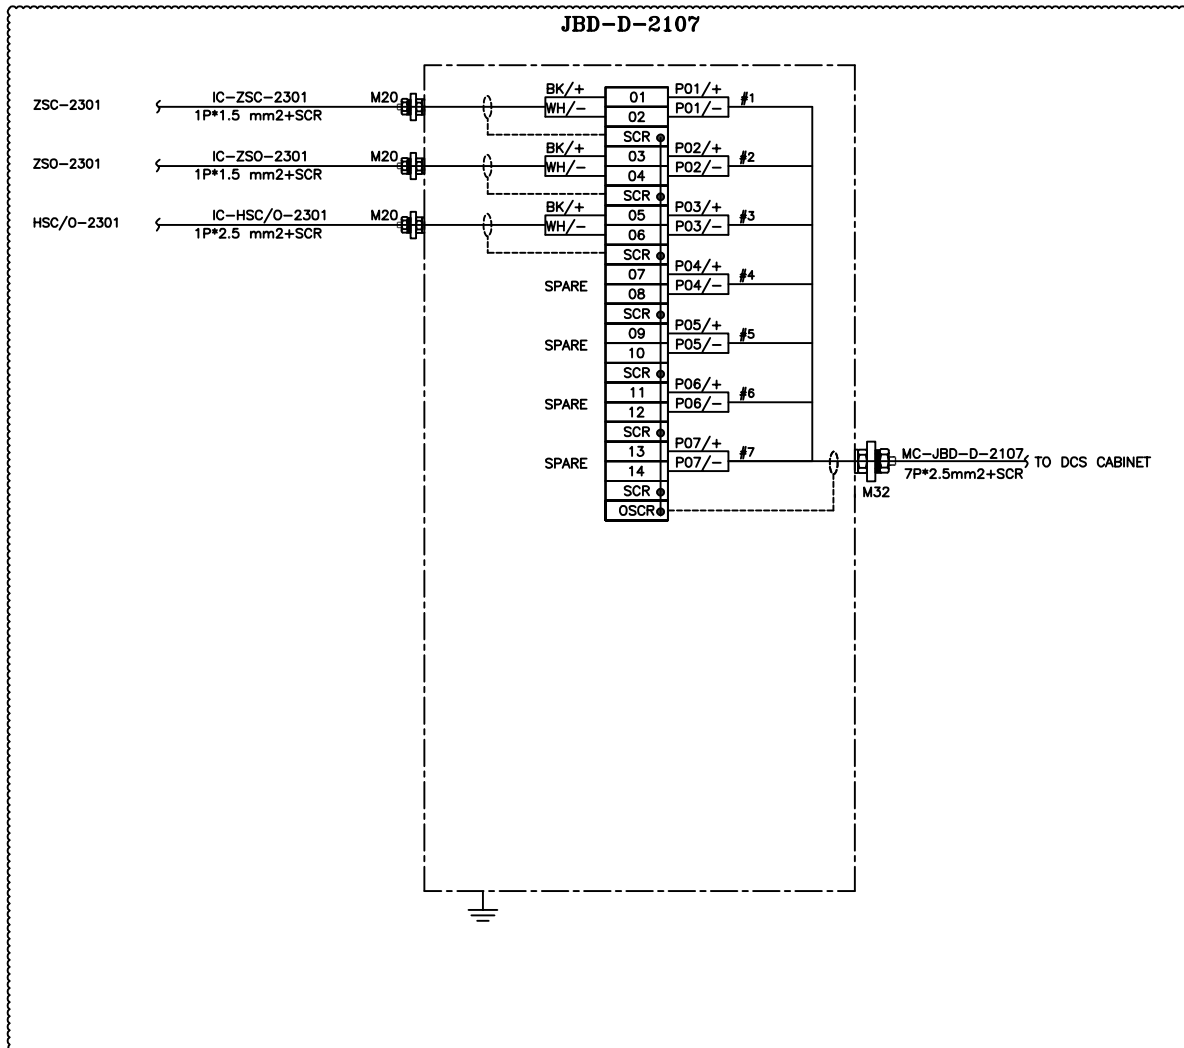 JBD-D-2107
ZSC-2301
IC-ZSC-2301
1P*1.5 mm2+SCR
M20
BK/+
WH/-
01
02
SCR
P01/+
P01/-
#1
ZSO-2301
IC-ZSO-2301
1P*1.5 mm2+SCR
M20
BK/+
WH/-
03
04
SCR
P02/+
P02/-
#2
HSC/O-2301
IC-HSC/O-2301
1P*2.5 mm2+SCR
M20
BK/+
WH/-
05
06
SCR
P03/+
P03/-
#3
SPARE
07
08
SCR
P04/+
P04/-
#4
SPARE
09
10
SCR
P05/+
P05/-
#5
SPARE
11
12
SCR
P06/+
P06/-
#6
SPARE
13
14
SCR
OSCR
P07/+
P07/-
#7
MC-JBD-D-2107
7P*2.5mm2+SCR
M32
TO DCS CABINET